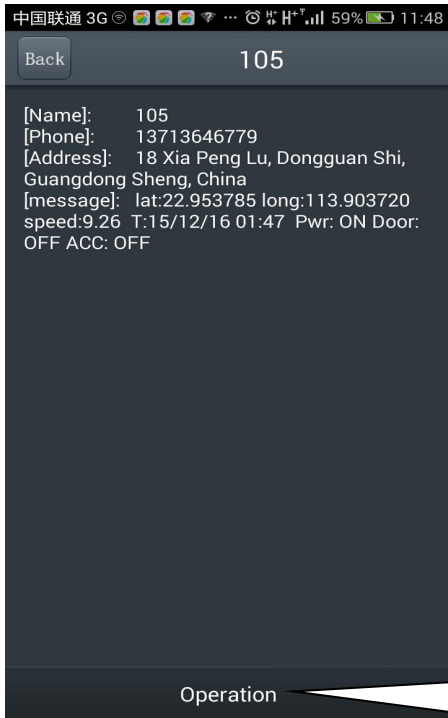 中国联通 3G 59% 11:48
Back 105
[Name]: 105
[Phone]: 13713646779
[Address]: 18 Xia Peng Lu, Dongguan Shi,
Guangdong Sheng, China
[message]: lat:22.953785 long:113.903720
speed:9.26 T:15/12/16 01:47 Pwr: ON Door:
OFF ACC: OFF
Operation